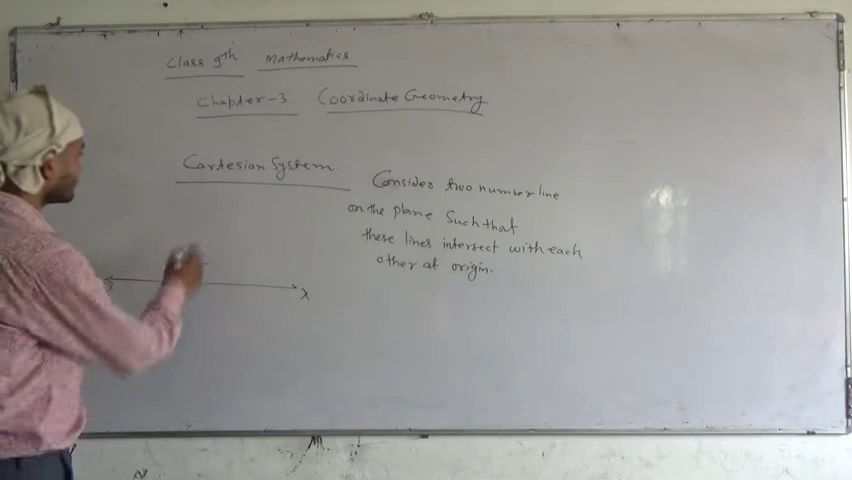 Class 9th Mathematics
Chapter-3 Coordinate Geometry
Cartesian System.
Consider two number line
on the plane Such that
these lines intersect with each
other at origin.
X